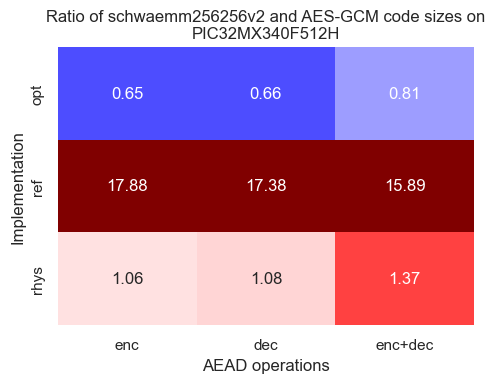 Ratio of schwaemm256256v2 and AES-GCM code sizes on
PIC32MX340F512H
Implementation
opt
0.65 0.66 0.81
ref
17.88 17.38 15.89
rhys
1.06 1.08 1.37
enc dec enc+dec
AEAD operations